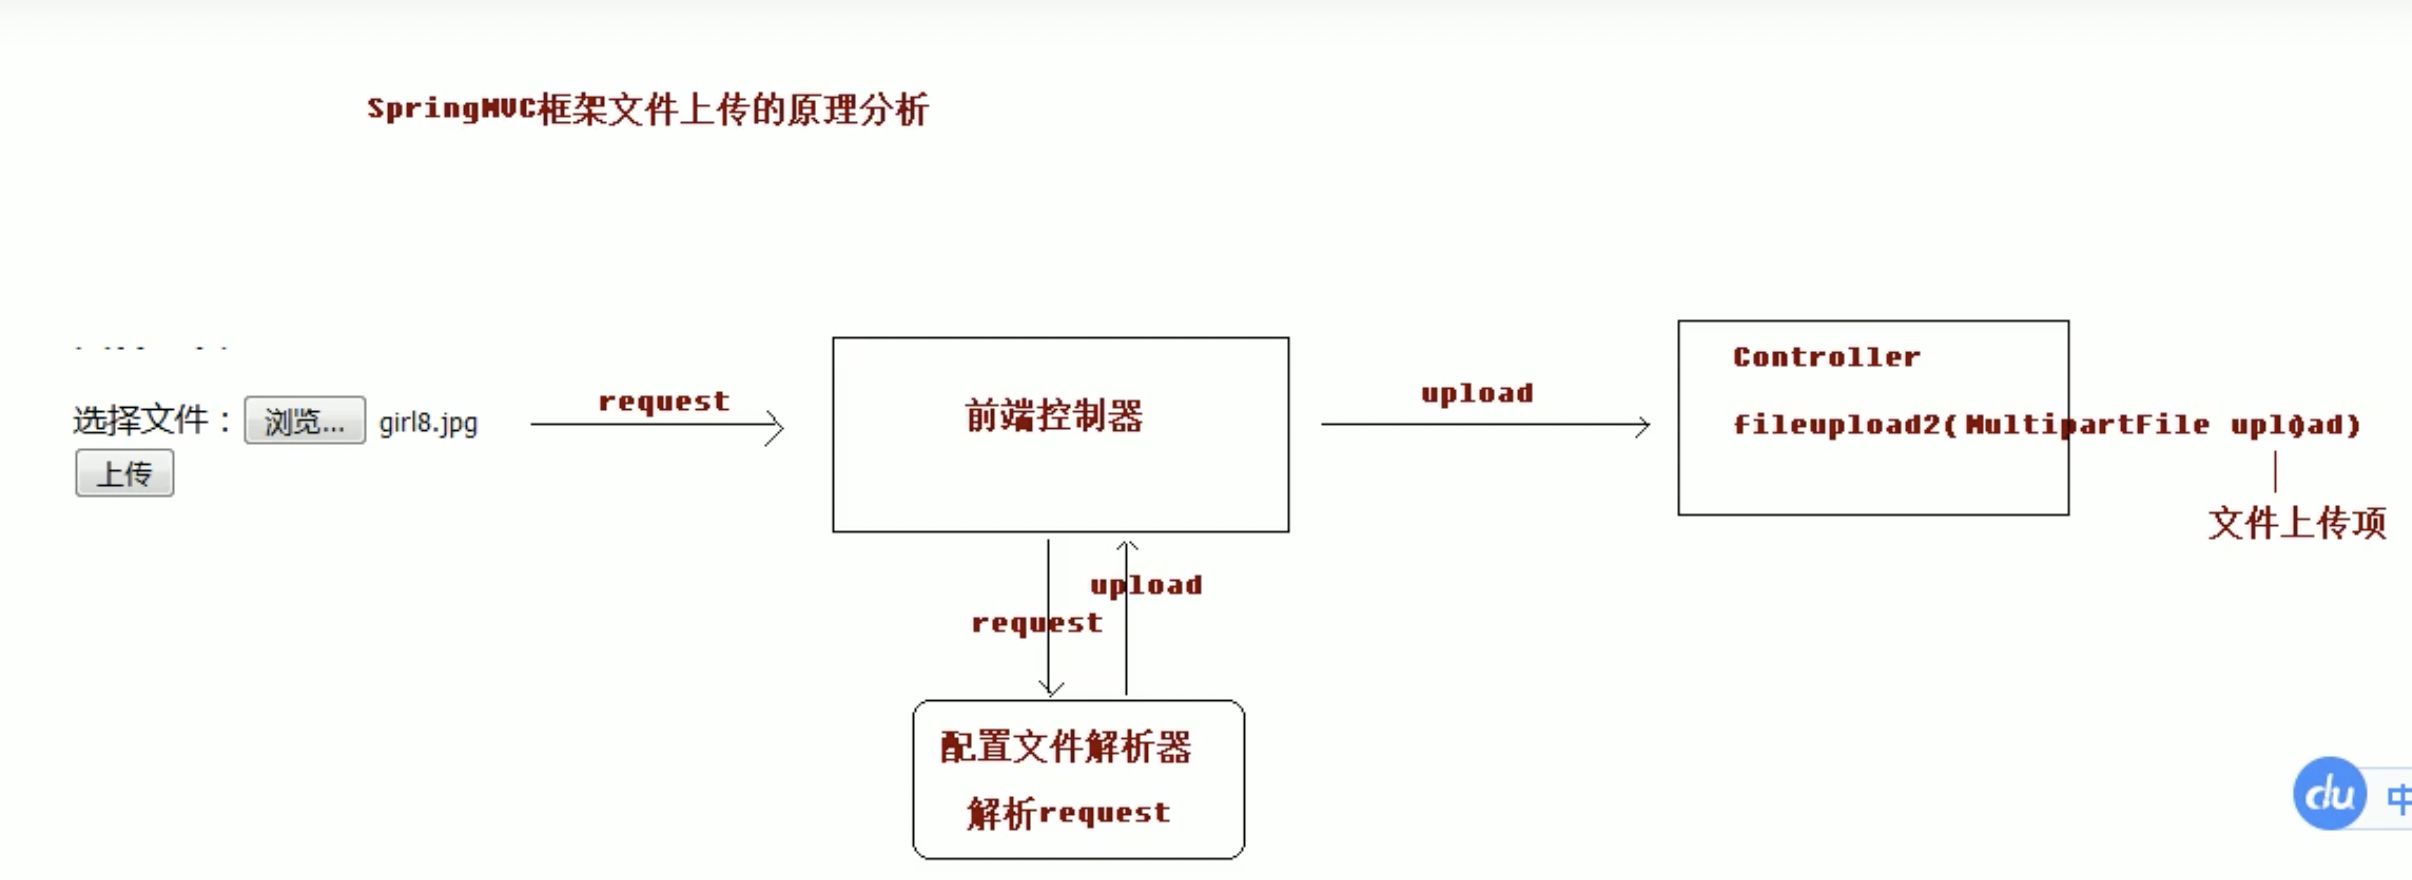 SpringMVC框架文件上传的原理分析
选择文件： 浏览... girl8.jpg
上传
request
前端控制器
upload
Controller
fileupload2(MultipartFile upload)
文件上传项
upload
request
配置文件解析器
解析request
du 中